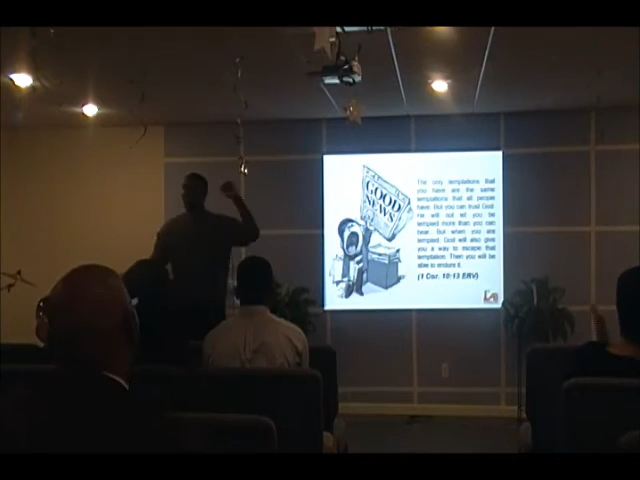 GOOD
NEWS
The only temptations that
you have are the same
temptations that all people
have. But you can trust God.
He will not let you be
tempted more than you can
bear. But when you are
tempted, God will also give
you a way to escape that
temptation. Then you will be
able to endure it.
(1 Cor. 10:13 ERV)